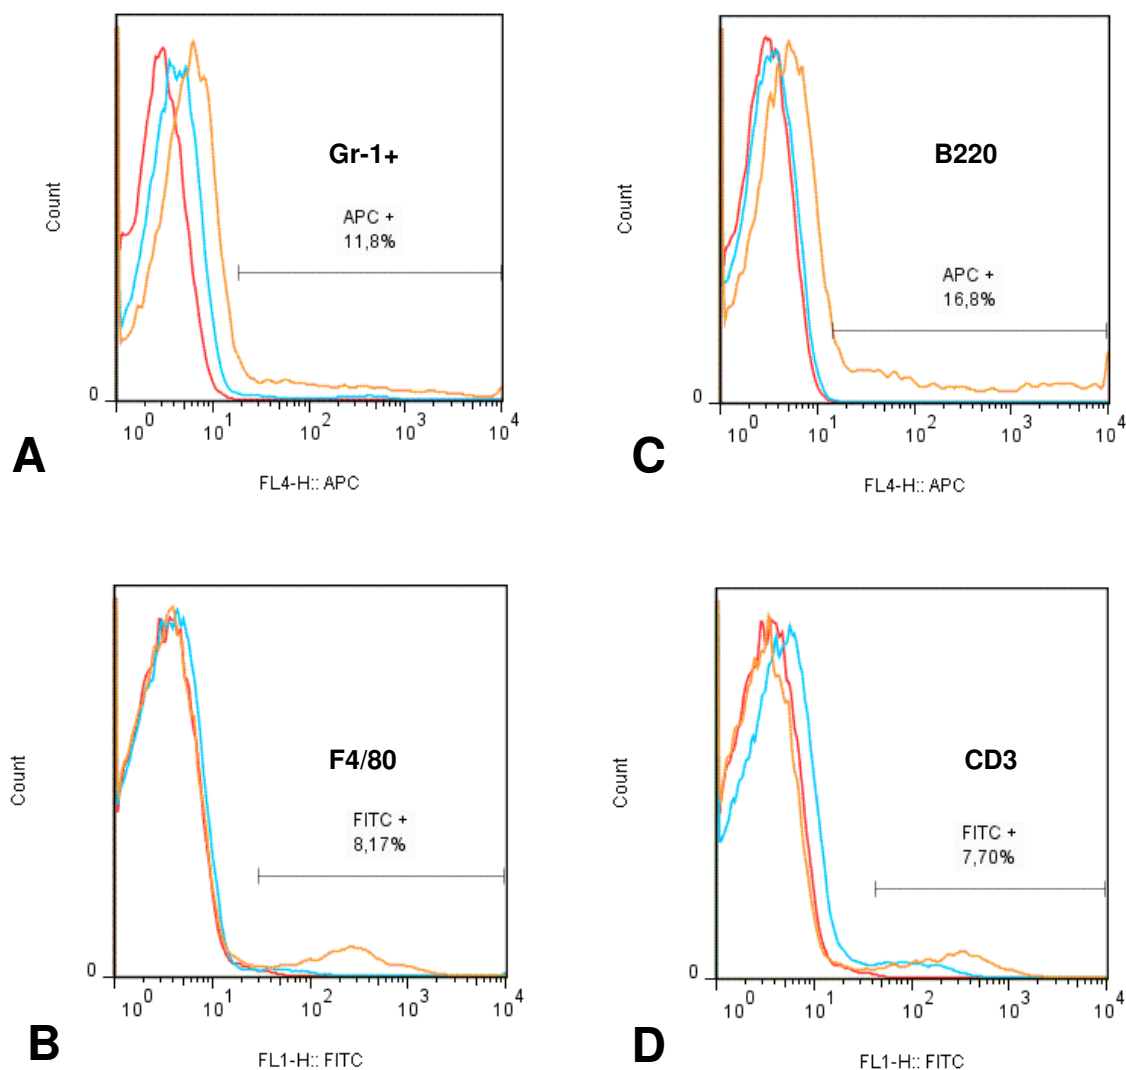 Gr-1+
APC +
11,8%
Count
0
10^0 10^1 10^2 10^3 10^4
A
FL4-H:: APC
B220
APC +
16,8%
Count
0
10^0 10^1 10^2 10^3 10^4
C
FL4-H:: APC
F4/80
FITC +
8,17%
Count
0
10^0 10^1 10^2 10^3 10^4
B
FL1-H:: FITC
CD3
FITC +
7,70%
Count
0
10^0 10^1 10^2 10^3 10^4
D
FL1-H:: FITC